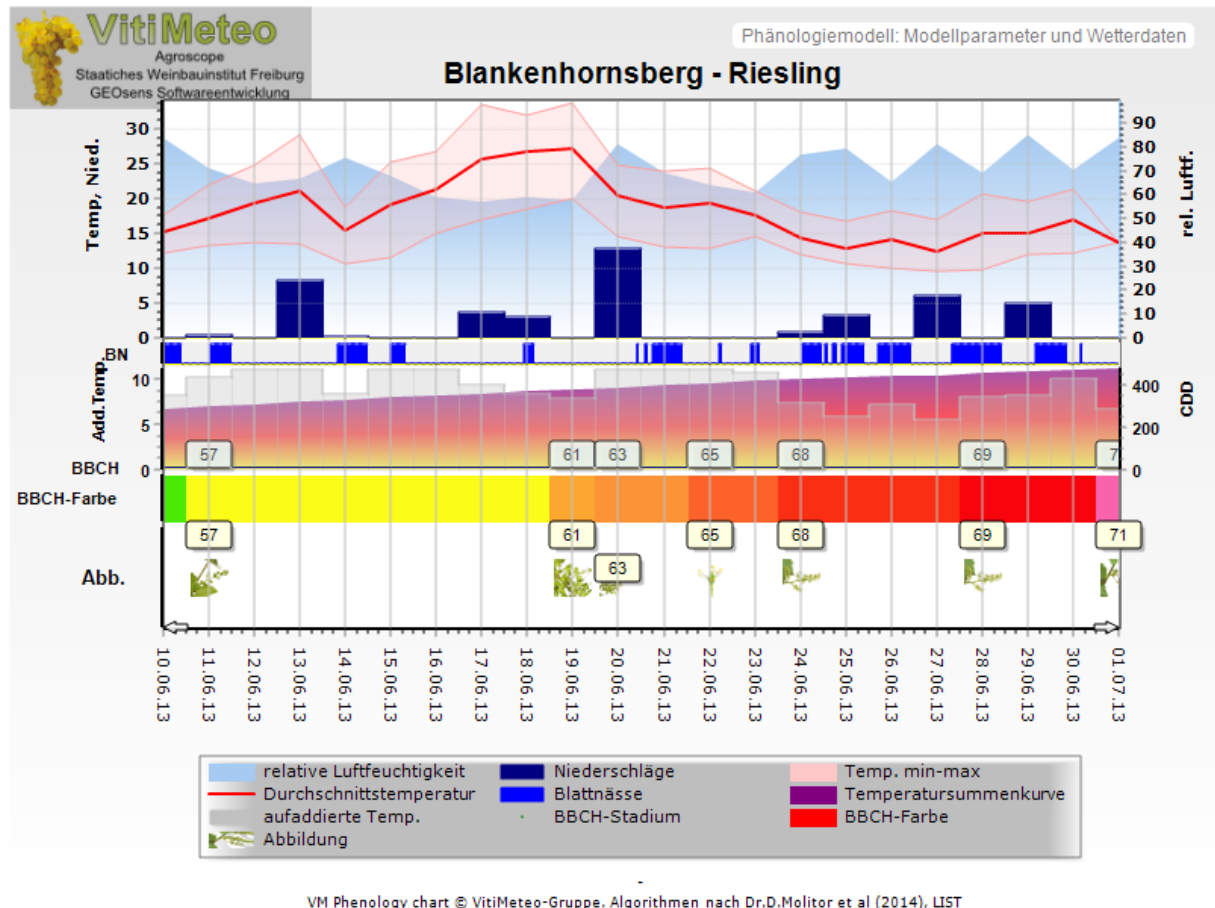 VitiMeteo
Agroscope
Staatiches Weinbauinstitut Freiburg
GEOsens Softwareentwicklung
Phänologiemodell: Modellparameter und Wetterdaten
Blankenhornsberg - Riesling
Temp, Nied.
30
25
20
15
10
5
0
90
80
70
60
50
40
30
20
10
0
rel. Luftf.
BN
Add.Temp.
10
5
0
400
200
0
CDD
BBCH
57
61
63
65
68
69
7
BBCH-Farbe
57
61
63
65
68
69
71
Abb.
10.06.13
11.06.13
12.06.13
13.06.13
14.06.13
15.06.13
16.06.13
17.06.13
18.06.13
19.06.13
20.06.13
21.06.13
22.06.13
23.06.13
24.06.13
25.06.13
26.06.13
27.06.13
28.06.13
29.06.13
30.06.13
01.07.13
relative Luftfeuchtigkeit
Niederschläge
Temp. min-max
Durchschnittstemperatur
Blattnässe
Temperatursummenkurve
aufaddierte Temp.
BBCH-Stadium
BBCH-Farbe
Abbildung
-
VM Phenology chart © VitiMeteo-Gruppe, Algorithmen nach Dr.D.Molitor et al (2014), LIST